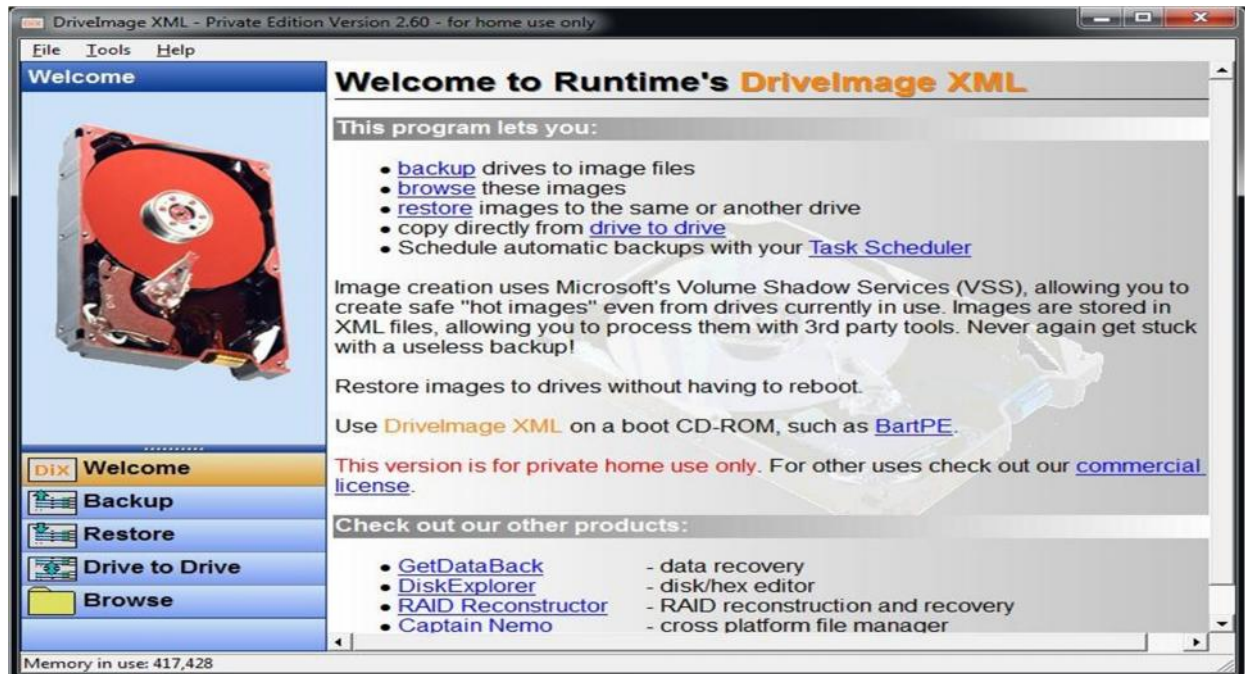 DriveImage XML - Private Edition Version 2.60 - for home use only
File Tools Help
Welcome
DiX Welcome
Backup
Restore
Drive to Drive
Browse
Welcome to Runtime's DriveImage XML
This program lets you:
• backup drives to image files
• browse these images
• restore images to the same or another drive
• copy directly from drive to drive
• Schedule automatic backups with your Task Scheduler
Image creation uses Microsoft's Volume Shadow Services (VSS), allowing you to
create safe "hot images" even from drives currently in use. Images are stored in
XML files, allowing you to process them with 3rd party tools. Never again get stuck
with a useless backup!
Restore images to drives without having to reboot.
Use DriveImage XML on a boot CD-ROM, such as BartPE.
This version is for private home use only. For other uses check out our commercial
license.
Check out our other products:
• GetDataBack - data recovery
• DiskExplorer - disk/hex editor
• RAID Reconstructor - RAID reconstruction and recovery
• Captain Nemo - cross platform file manager
Memory in use: 417,428